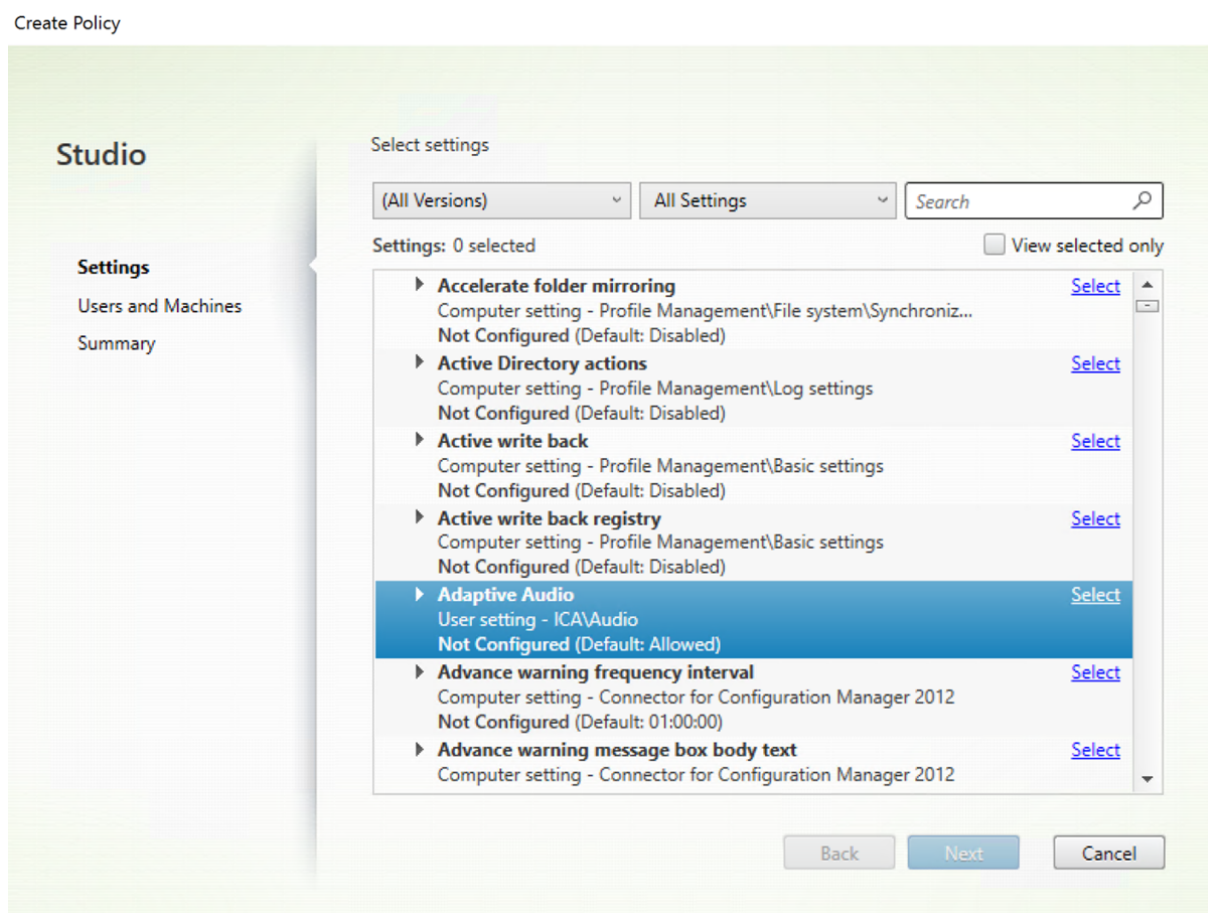 Create Policy
Studio
Settings
Users and Machines
Summary
Select settings
(All Versions) All Settings Search
Settings: 0 selected View selected only
Accelerate folder mirroring Select
Computer setting - Profile Management\File system\Synchroniz...
Not Configured (Default: Disabled)
Active Directory actions Select
Computer setting - Profile Management\Log settings
Not Configured (Default: Disabled)
Active write back Select
Computer setting - Profile Management\Basic settings
Not Configured (Default: Disabled)
Active write back registry Select
Computer setting - Profile Management\Basic settings
Not Configured (Default: Disabled)
Adaptive Audio Select
User setting - ICA\Audio
Not Configured (Default: Allowed)
Advance warning frequency interval Select
Computer setting - Connector for Configuration Manager 2012
Not Configured (Default: 01:00:00)
Advance warning message box body text Select
Computer setting - Connector for Configuration Manager 2012
Back Next Cancel